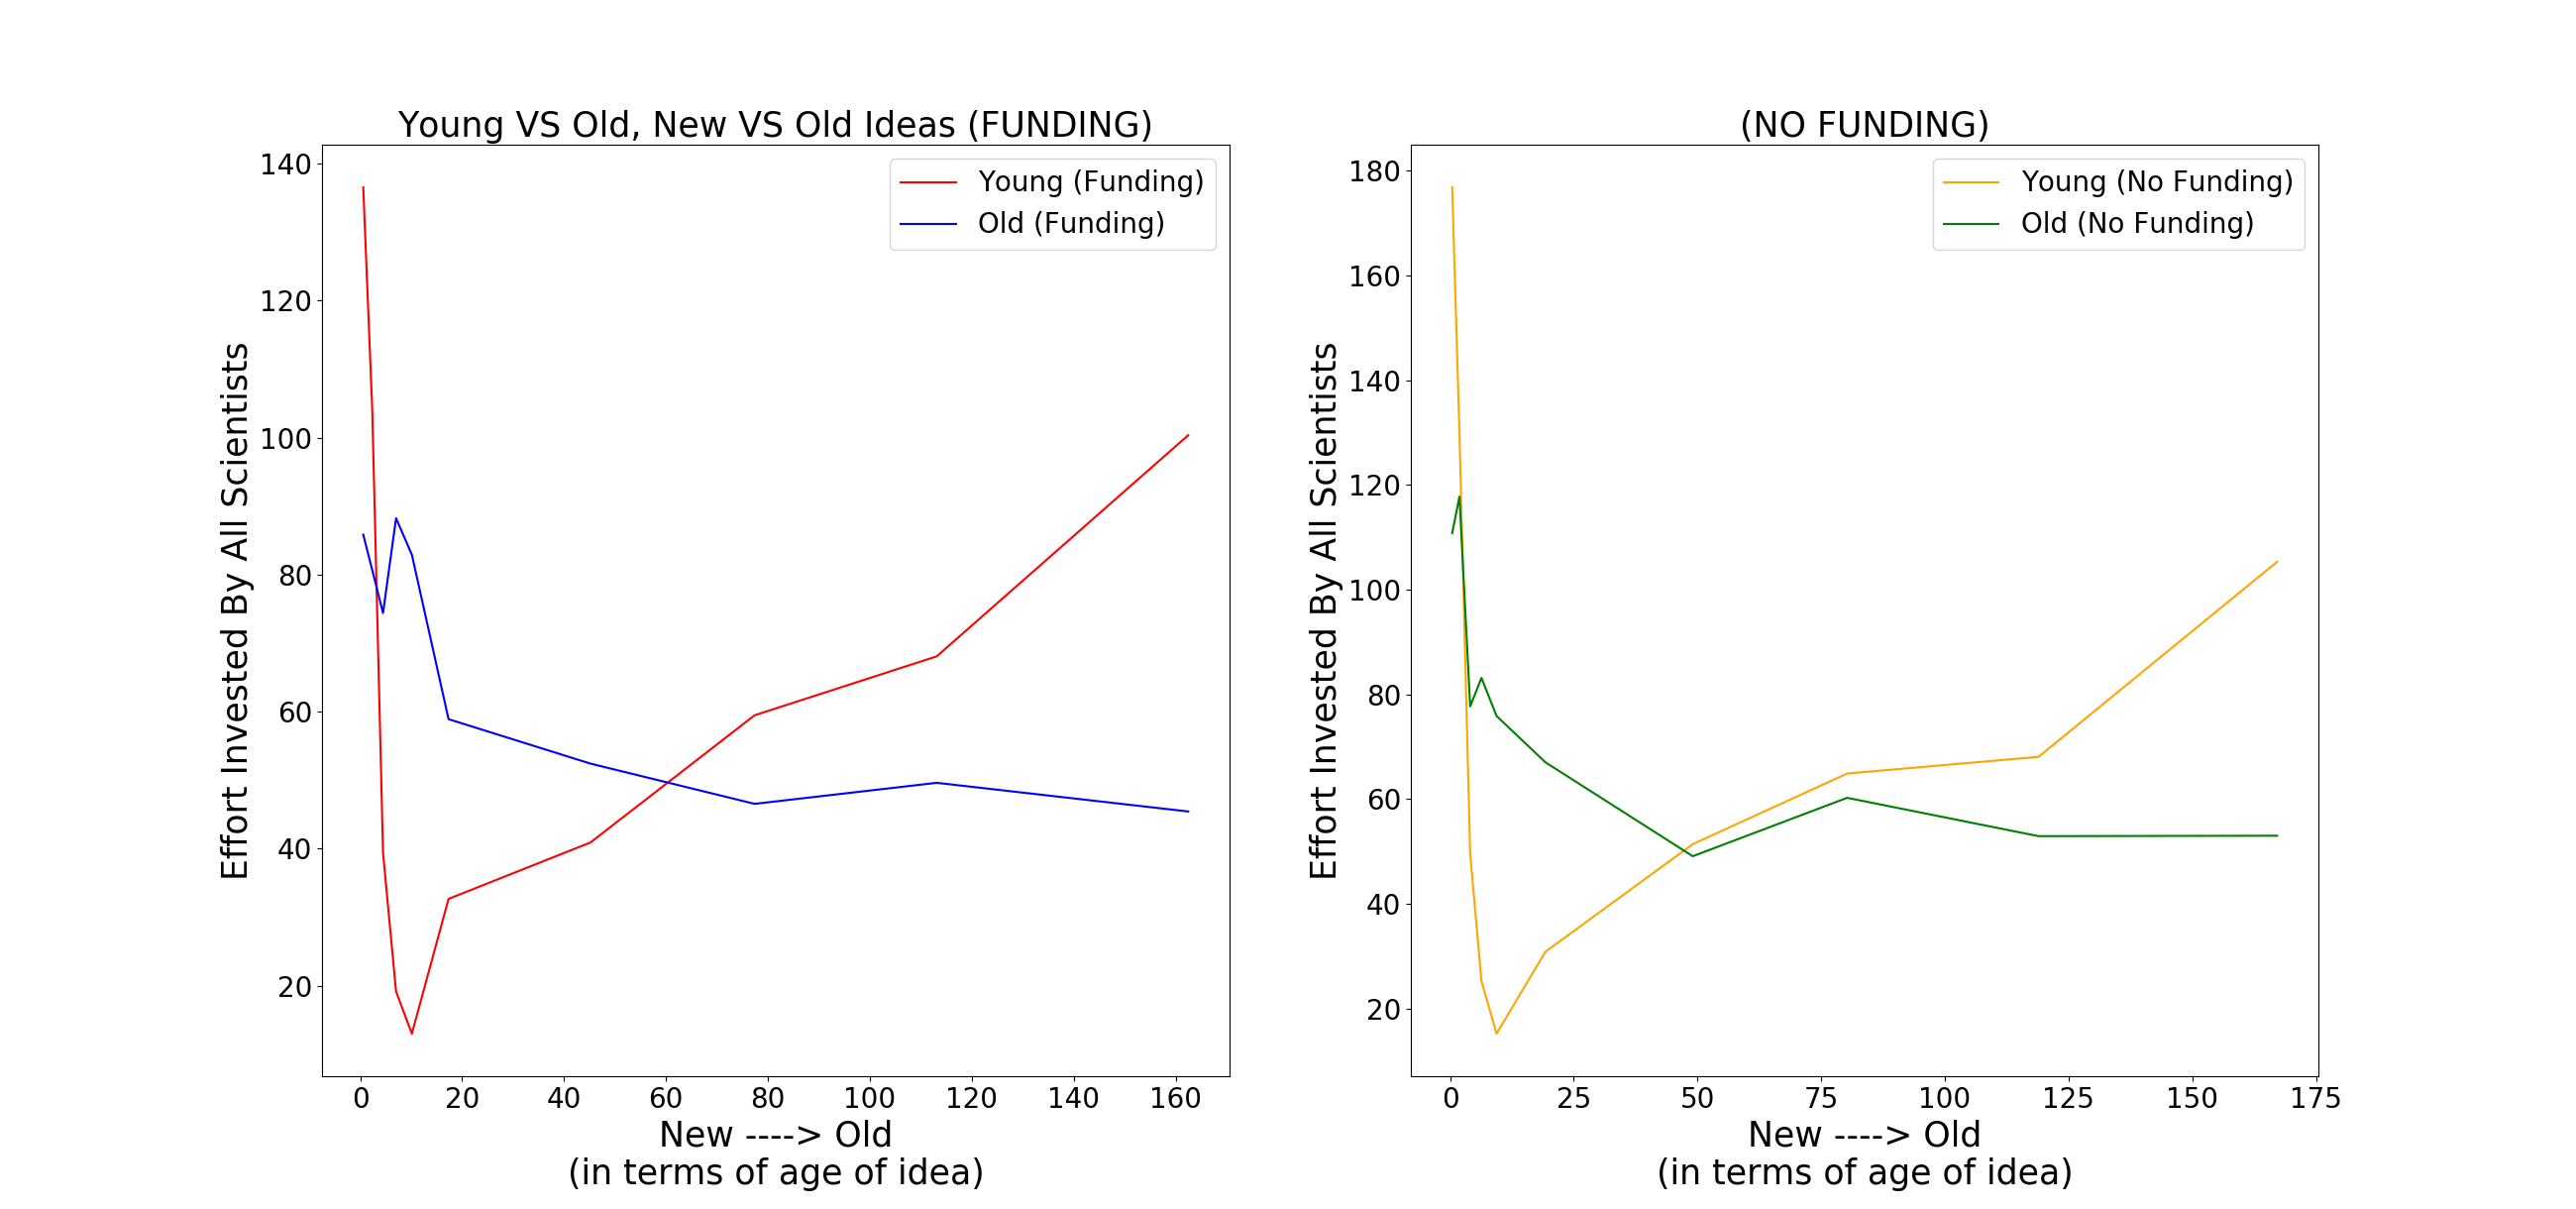 Young VS Old, New VS Old Ideas (FUNDING)
Young (Funding)
Old (Funding)
140
120
100
80
60
40
20
Effort Invested By All Scientists
0 20 40 60 80 100 120 140 160
New ----> Old
(in terms of age of idea)
(NO FUNDING)
Young (No Funding)
Old (No Funding)
180
160
140
120
100
80
60
40
20
Effort Invested By All Scientists
0 25 50 75 100 125 150 175
New ----> Old
(in terms of age of idea)